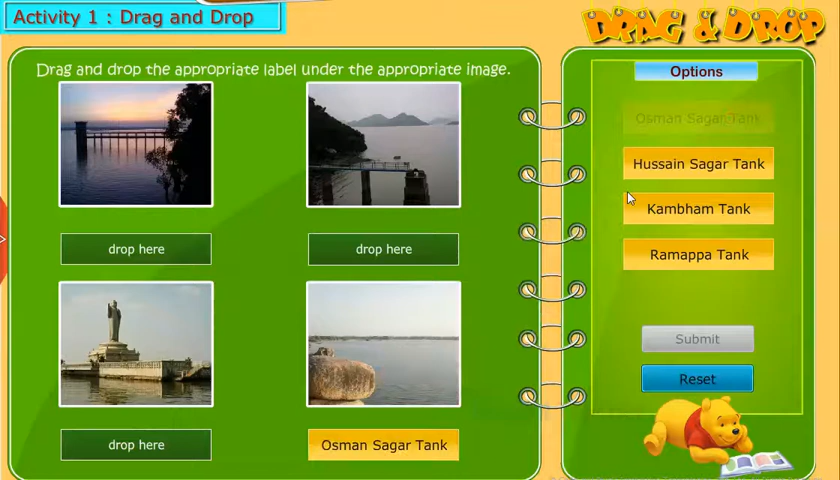 Activity 1 : Drag and Drop
DRAG & DROP
Drag and drop the appropriate label under the appropriate image.
Options
Osman Sagar Tank
Hussain Sagar Tank
Kambham Tank
Ramappa Tank
drop here
drop here
drop here
Osman Sagar Tank
Submit
Reset